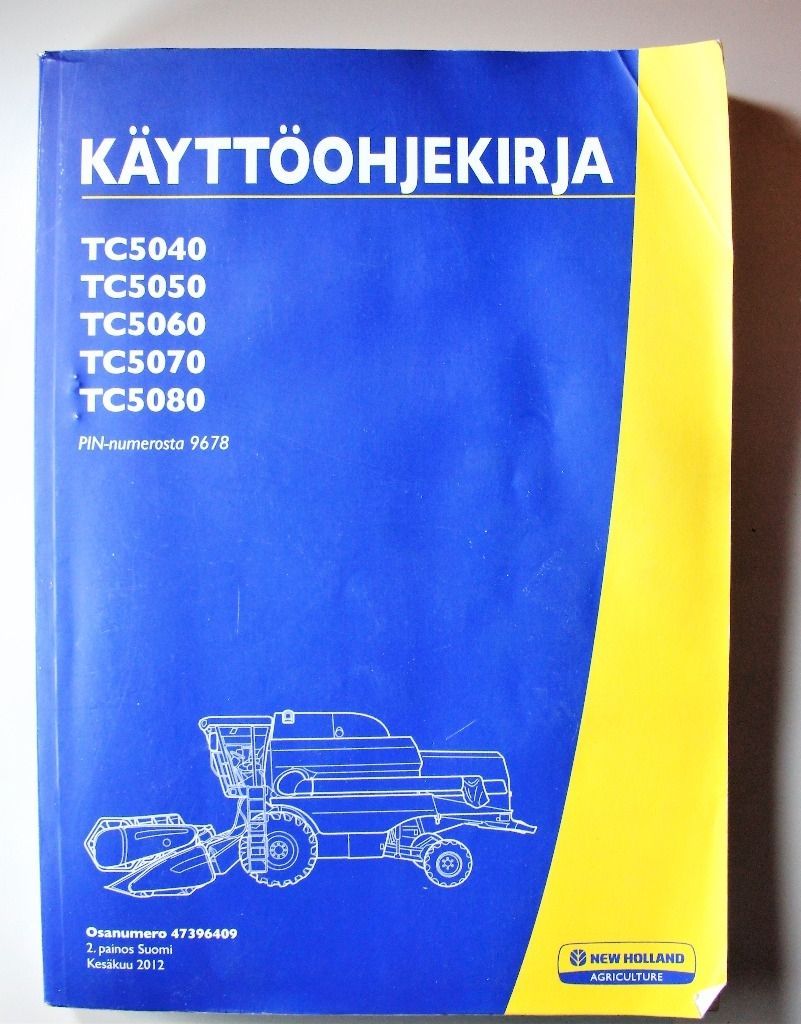 KÄYTTÖOHJEKIRJA
TC5040
TC5050
TC5060
TC5070
TC5080
PIN-numerosta 9678
Osanumero 47396409
2. painos Suomi
Kesäkuu 2012
NEW HOLLAND
AGRICULTURE